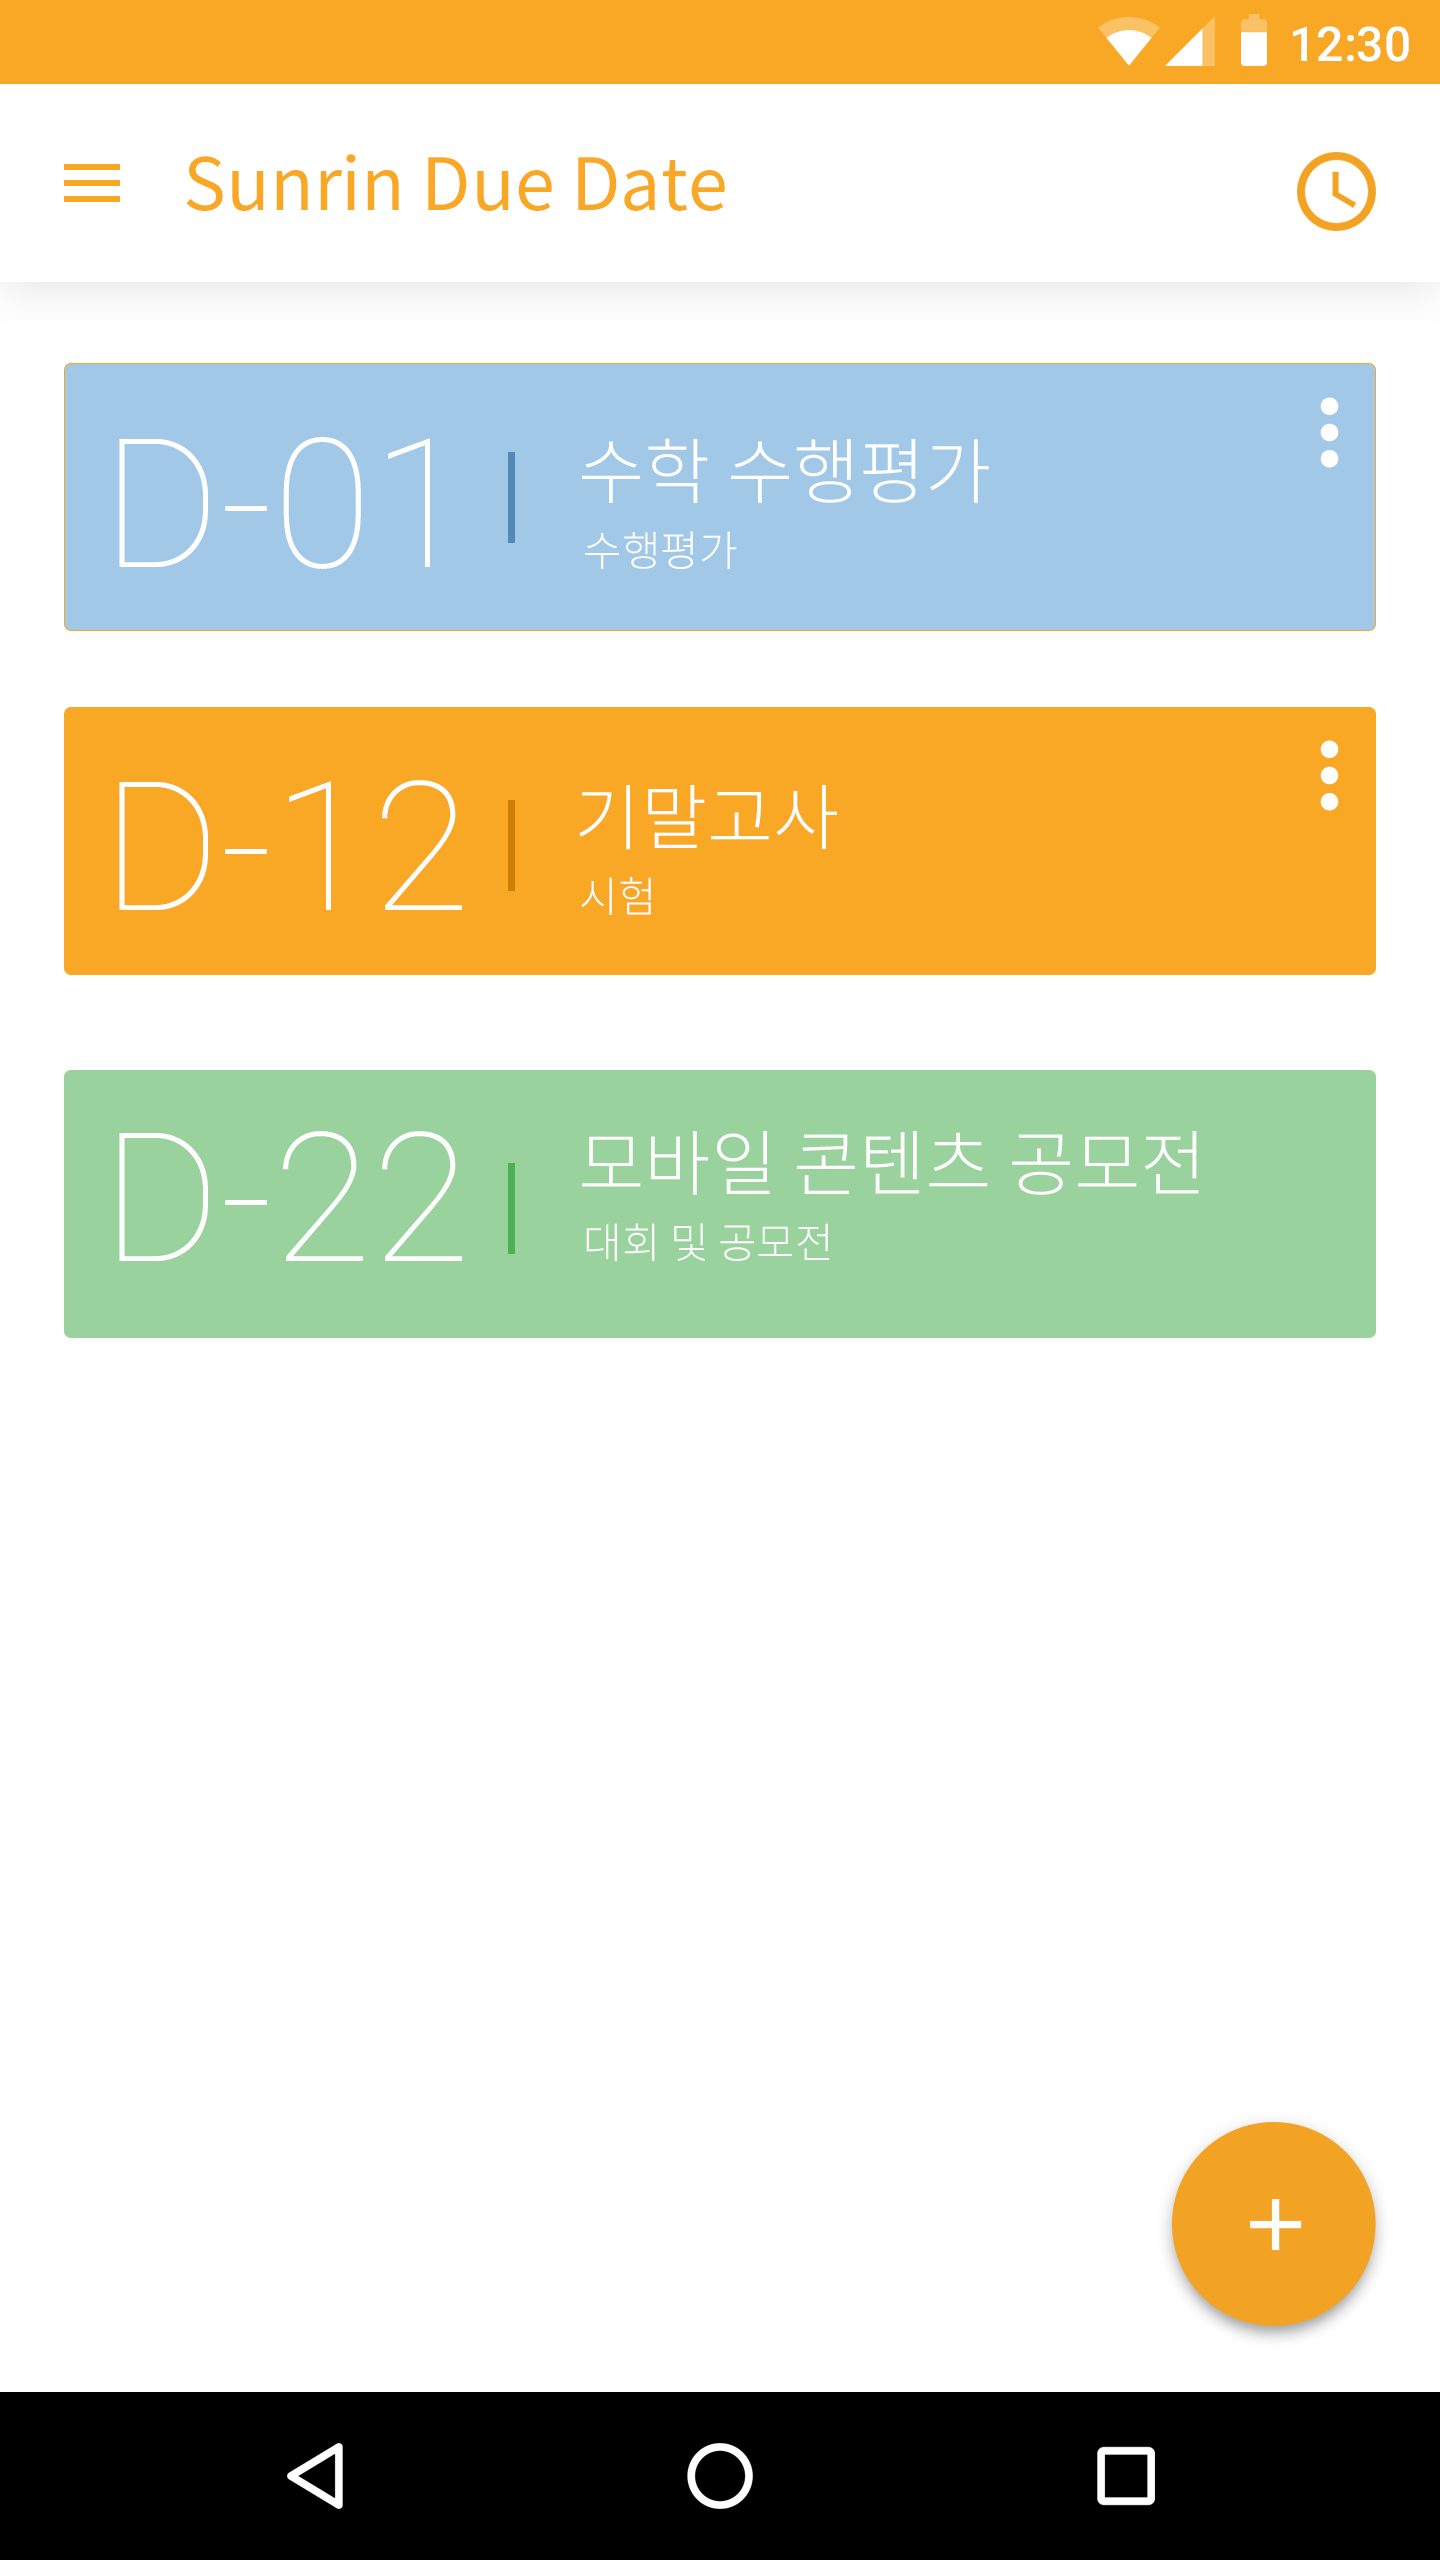 12:30
Sunrin Due Date
D-01
수학 수행평가
수행평가
D-12
기말고사
시험
D-22
모바일 콘텐츠 공모전
대회 및 공모전